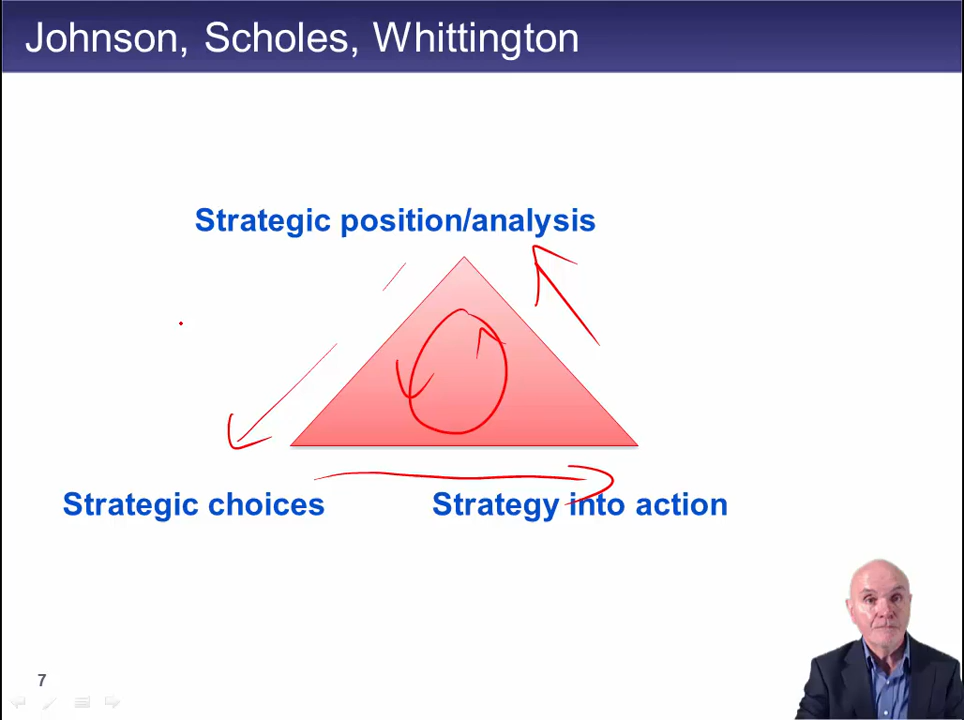 Johnson, Scholes, Whittington
Strategic position/analysis
Strategic choices
Strategy into action
7